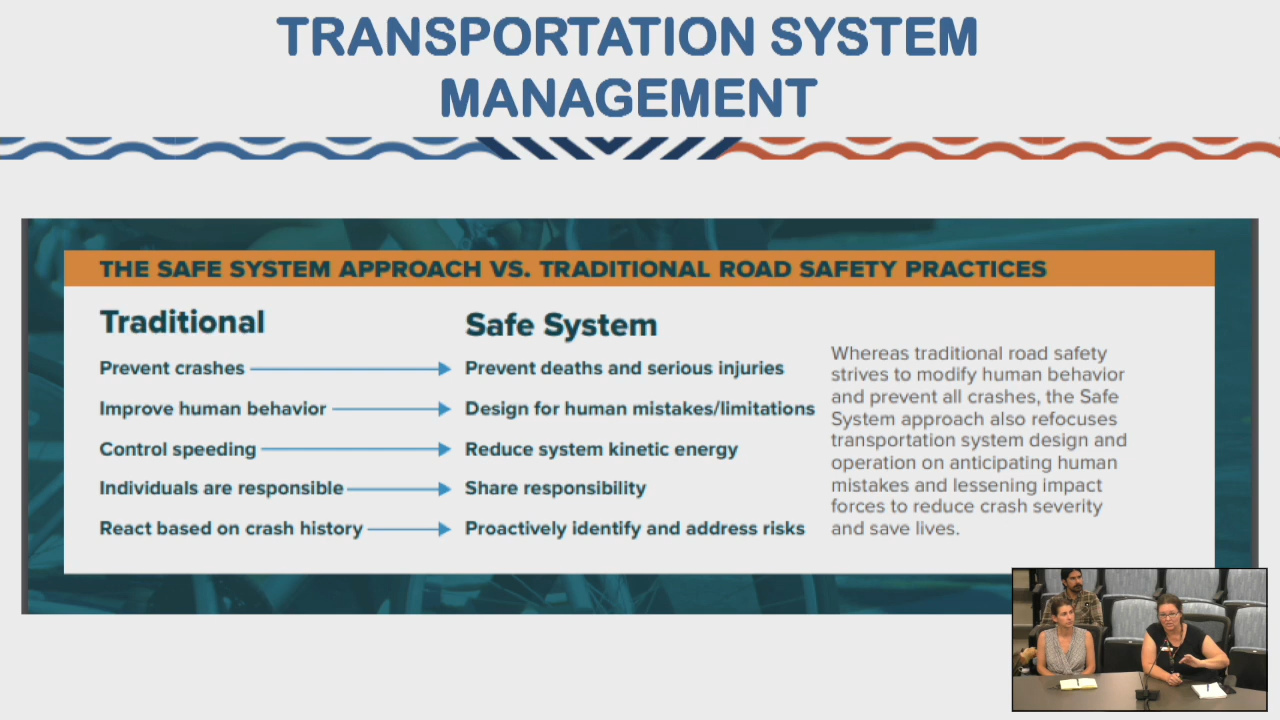 TRANSPORTATION SYSTEM
MANAGEMENT
THE SAFE SYSTEM APPROACH VS. TRADITIONAL ROAD SAFETY PRACTICES
Traditional
Safe System
Prevent crashes
Prevent deaths and serious injuries
Improve human behavior
Design for human mistakes/limitations
Control speeding
Reduce system kinetic energy
Individuals are responsible
Share responsibility
React based on crash history
Proactively identify and address risks
Whereas traditional road safety
strives to modify human behavior
and prevent all crashes, the Safe
System approach also refocuses
transportation system design and
operation on anticipating human
mistakes and lessening impact
forces to reduce crash severity
and save lives.